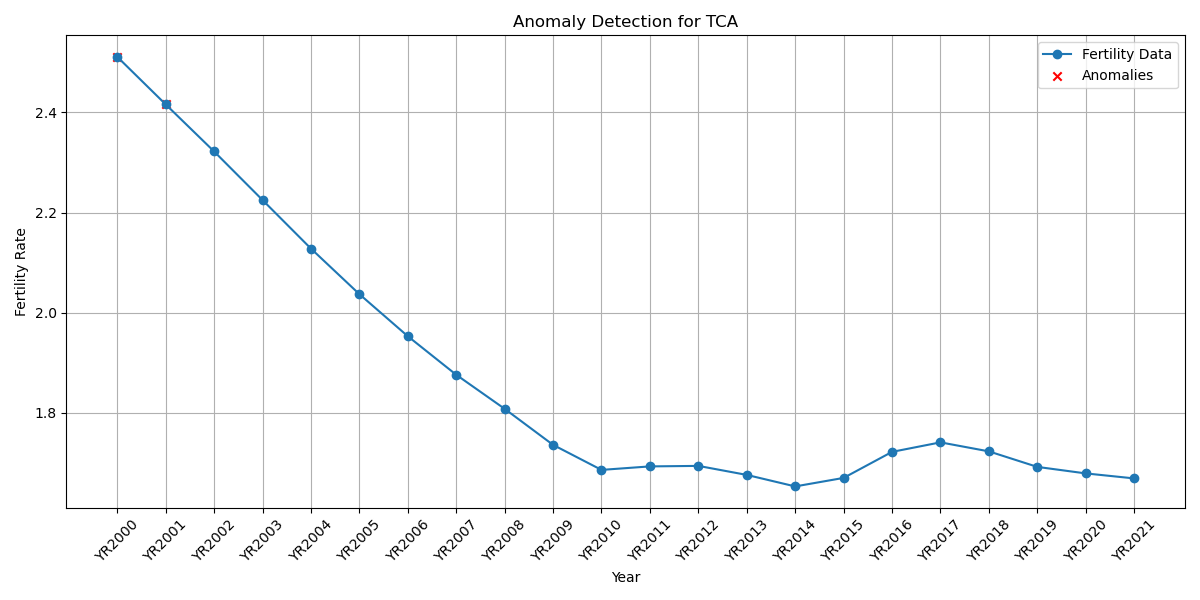 Anomaly Detection for TCA
Fertility Data
Anomalies
Fertility Rate
2.4
2.2
2.0
1.8
YR2000
YR2001
YR2002
YR2003
YR2004
YR2005
YR2006
YR2007
YR2008
YR2009
YR2010
YR2011
YR2012
YR2013
YR2014
YR2015
YR2016
YR2017
YR2018
YR2019
YR2020
YR2021
Year